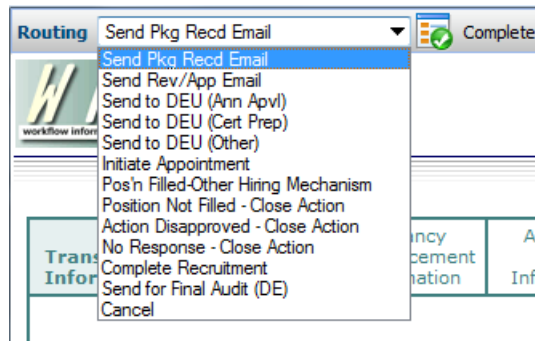 Routing Send Pkg Recd Email Complete
Send Pkg Recd Email
Send Rev/App Email
Send to DEU (Ann Apvl)
Send to DEU (Cert Prep)
Send to DEU (Other)
Initiate Appointment
Pos'n Filled-Other Hiring Mechanism
Position Not Filled - Close Action
Action Disapproved - Close Action
No Response - Close Action
Complete Recruitment
Send for Final Audit (DE)
Cancel
workflow infor